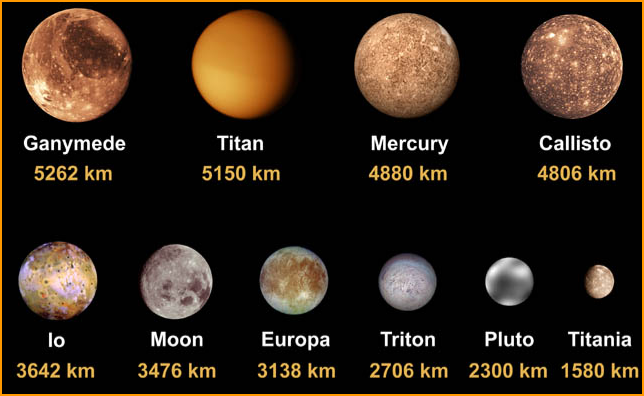 Ganymede Titan Mercury Callisto
5262 km 5150 km 4880 km 4806 km
Io Moon Europa Triton Pluto Titania
3642 km 3476 km 3138 km 2706 km 2300 km 1580 km